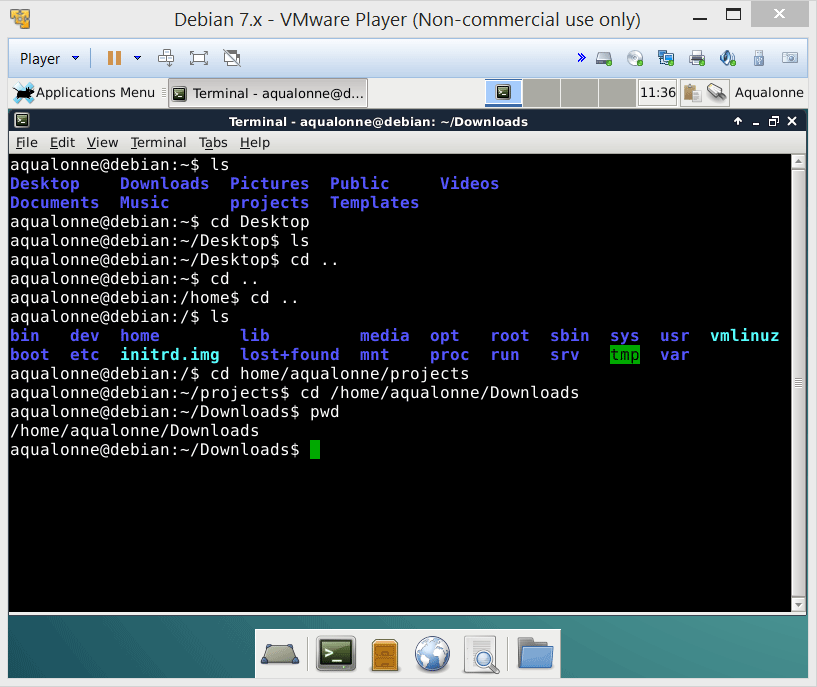 Debian 7.x - VMware Player (Non-commercial use only)
Player
Applications Menu Terminal - aqualonne@d... 11:36 Aqualonne
Terminal - aqualonne@debian: ~/Downloads
File Edit View Terminal Tabs Help
aqualonne@debian:~$ ls
Desktop Downloads Pictures Public Videos
Documents Music projects Templates
aqualonne@debian:~$ cd Desktop
aqualonne@debian:~/Desktop$ ls
aqualonne@debian:~/Desktop$ cd ..
aqualonne@debian:~$ cd ..
aqualonne@debian:/home$ cd ..
aqualonne@debian:/$ ls
bin dev home lib media opt root sbin sys usr vmlinuz
boot etc initrd.img lost+found mnt proc run srv tmp var
aqualonne@debian:/$ cd home/aqualonne/projects
aqualonne@debian:~/projects$ cd /home/aqualonne/Downloads
aqualonne@debian:~/Downloads$ pwd
/home/aqualonne/Downloads
aqualonne@debian:~/Downloads$